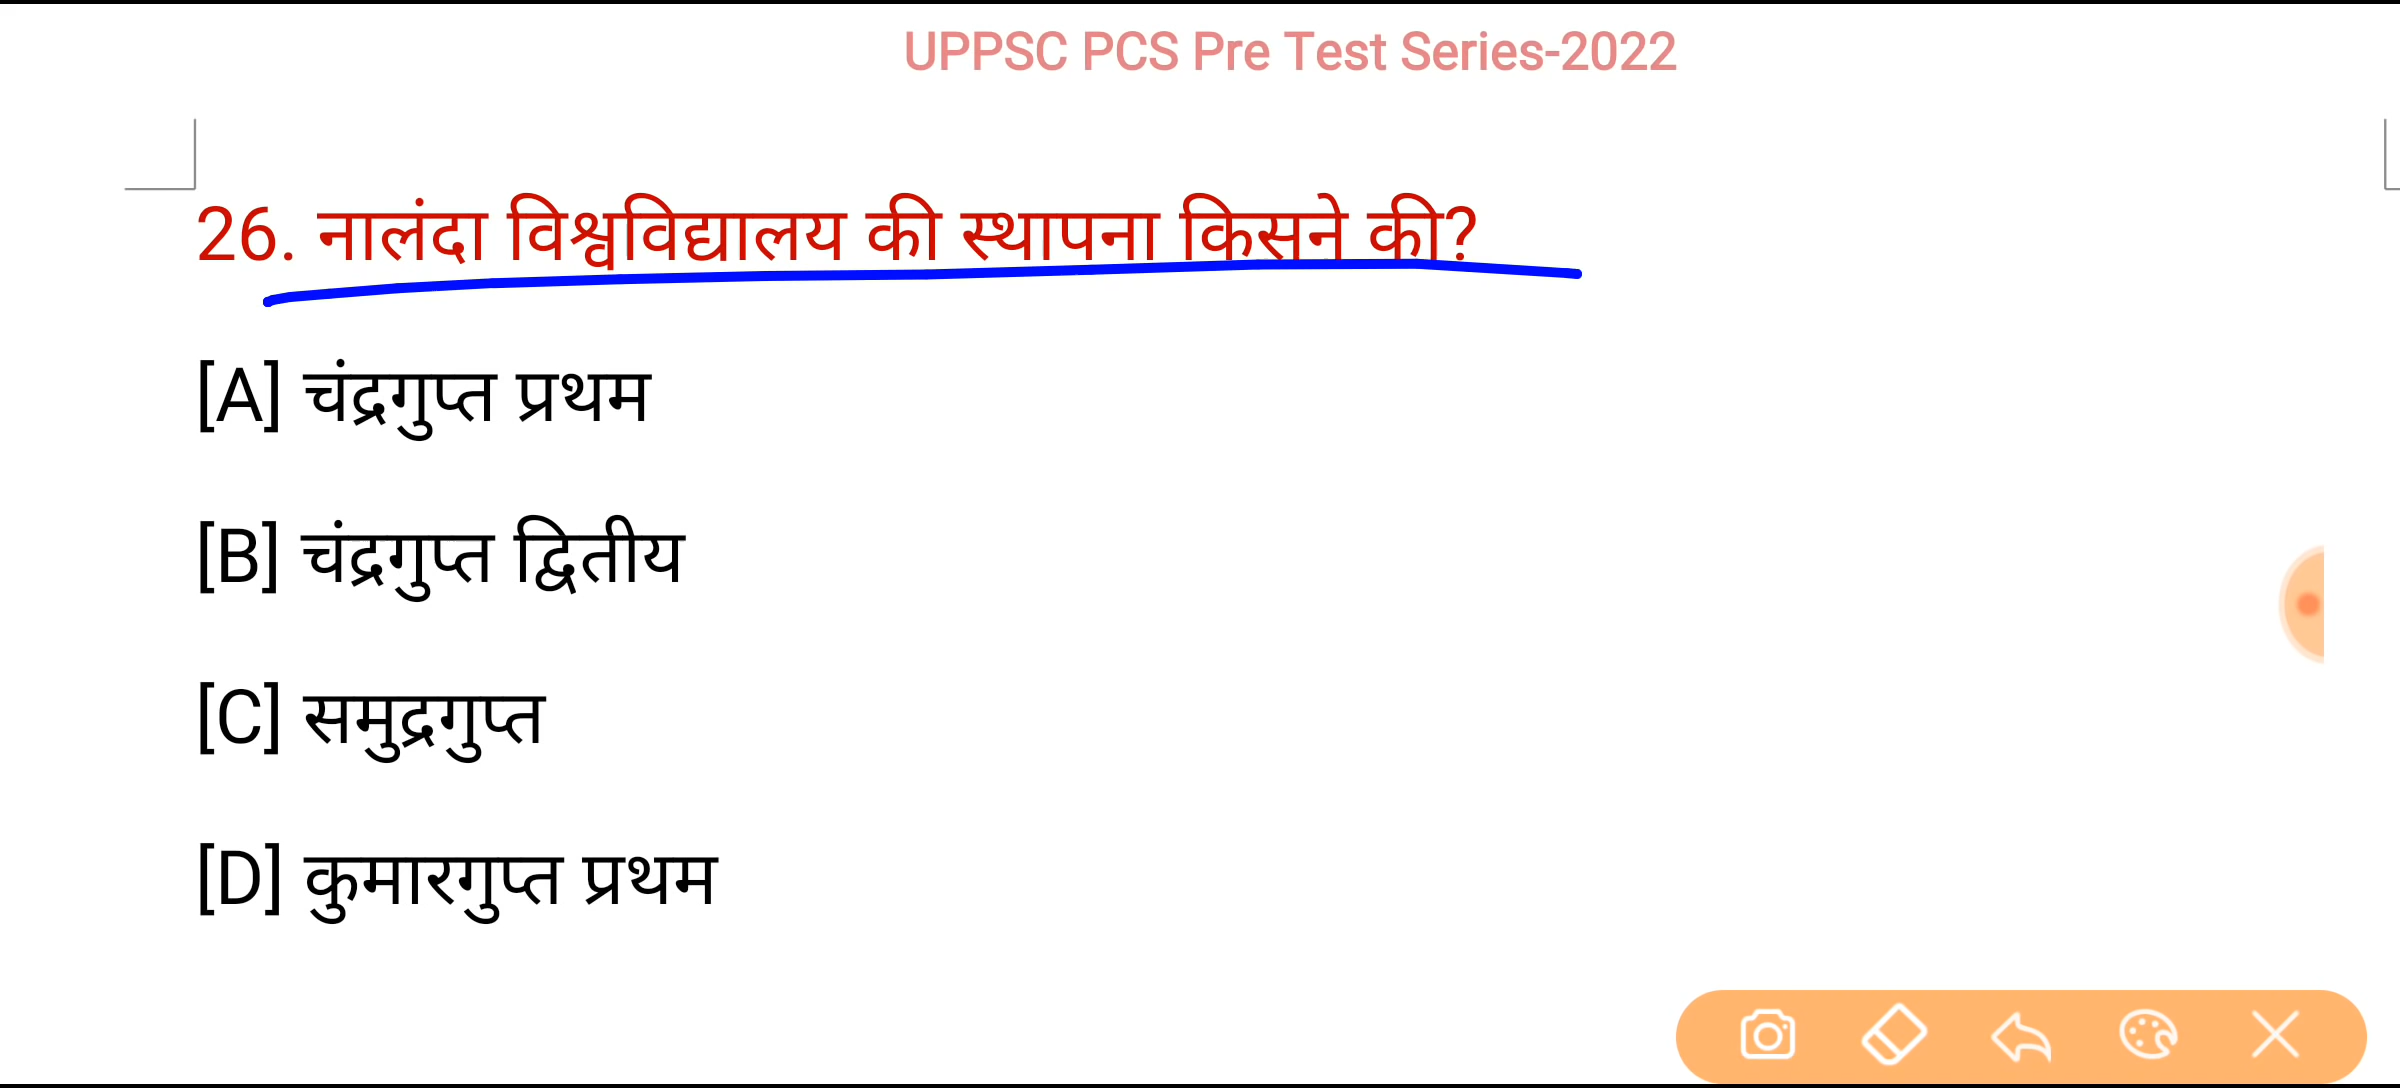 UPPSC PCS Pre Test Series-2022
26. नालंदा विश्वविद्यालय की स्थापना किसने की?
[A] चंद्रगुप्त प्रथम
[B] चंद्रगुप्त द्वितीय
[C] समुद्रगुप्त
[D] कुमारगुप्त प्रथम